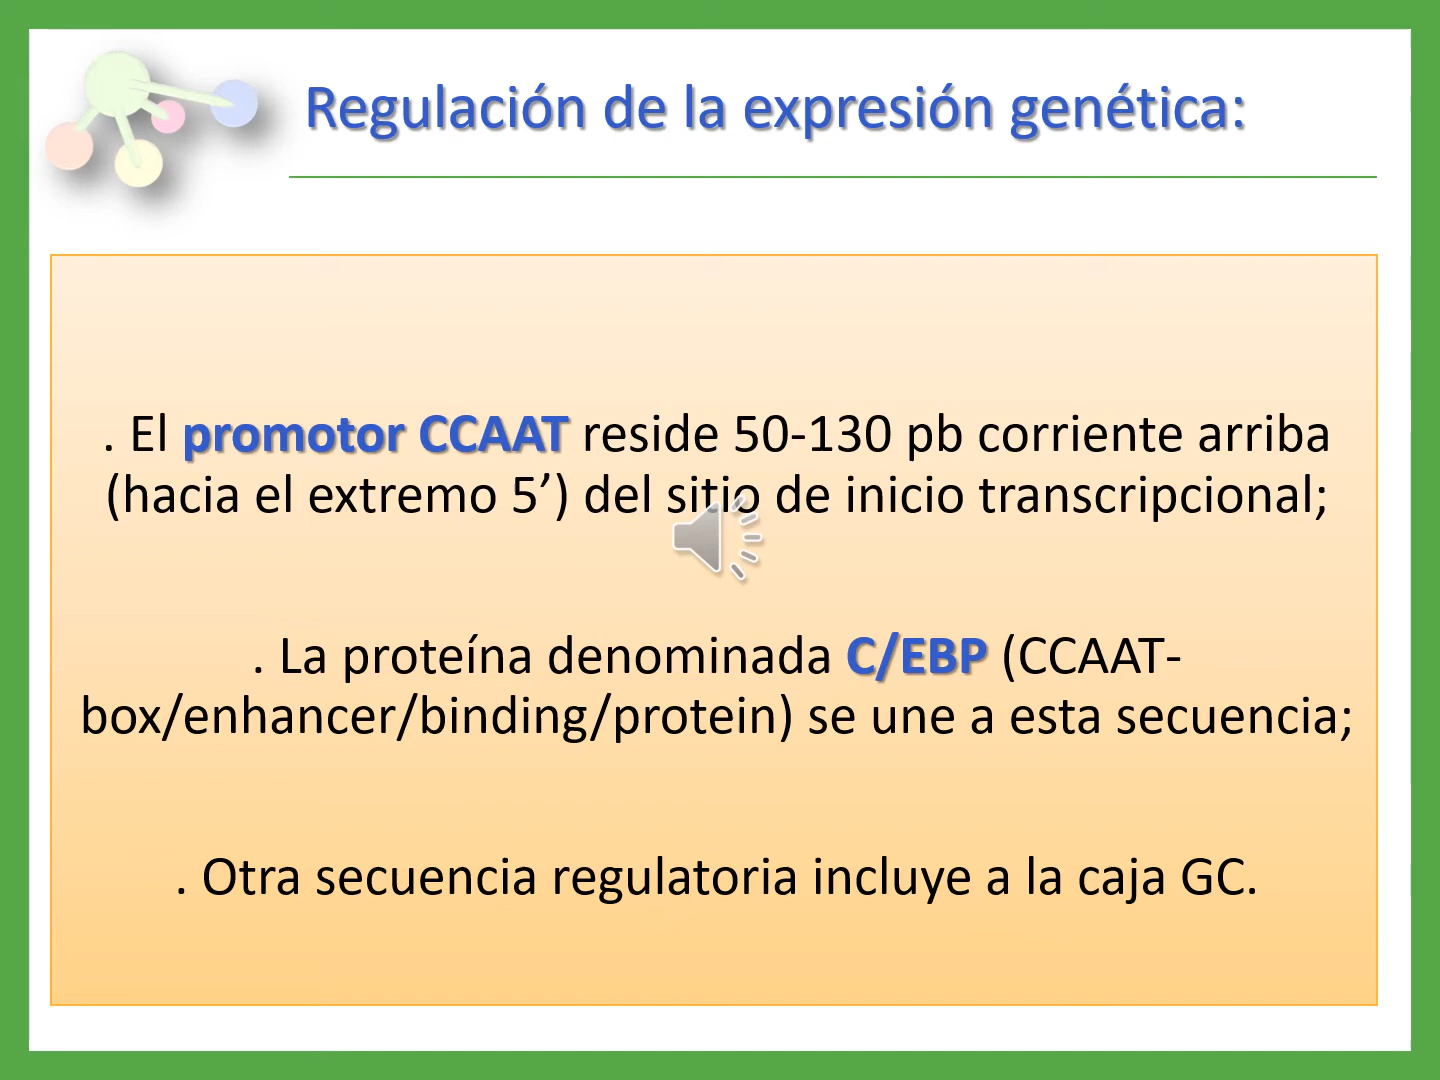 Regulación de la expresión genética:
. El promotor CCAAT reside 50-130 pb corriente arriba
(hacia el extremo 5’) del sitio de inicio transcripcional;
. La proteína denominada C/EBP (CCAAT-
box/enhancer/binding/protein) se une a esta secuencia;
. Otra secuencia regulatoria incluye a la caja GC.